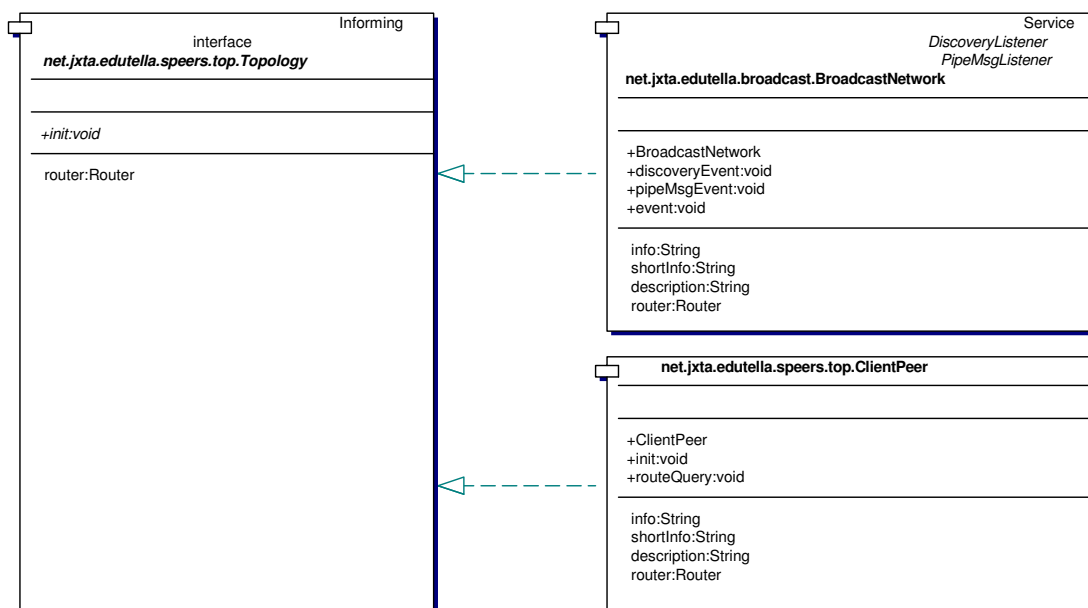 Informing
interface
net.jxta.edutella.speers.top.Topology
+init:void
router:Router
Service
DiscoveryListener
PipeMsgListener
net.jxta.edutella.broadcast.BroadcastNetwork
+BroadcastNetwork
+discoveryEvent:void
+pipeMsgEvent:void
+event:void
info:String
shortInfo:String
description:String
router:Router
net.jxta.edutella.speers.top.ClientPeer
+ClientPeer
+init:void
+routeQuery:void
info:String
shortInfo:String
description:String
router:Router